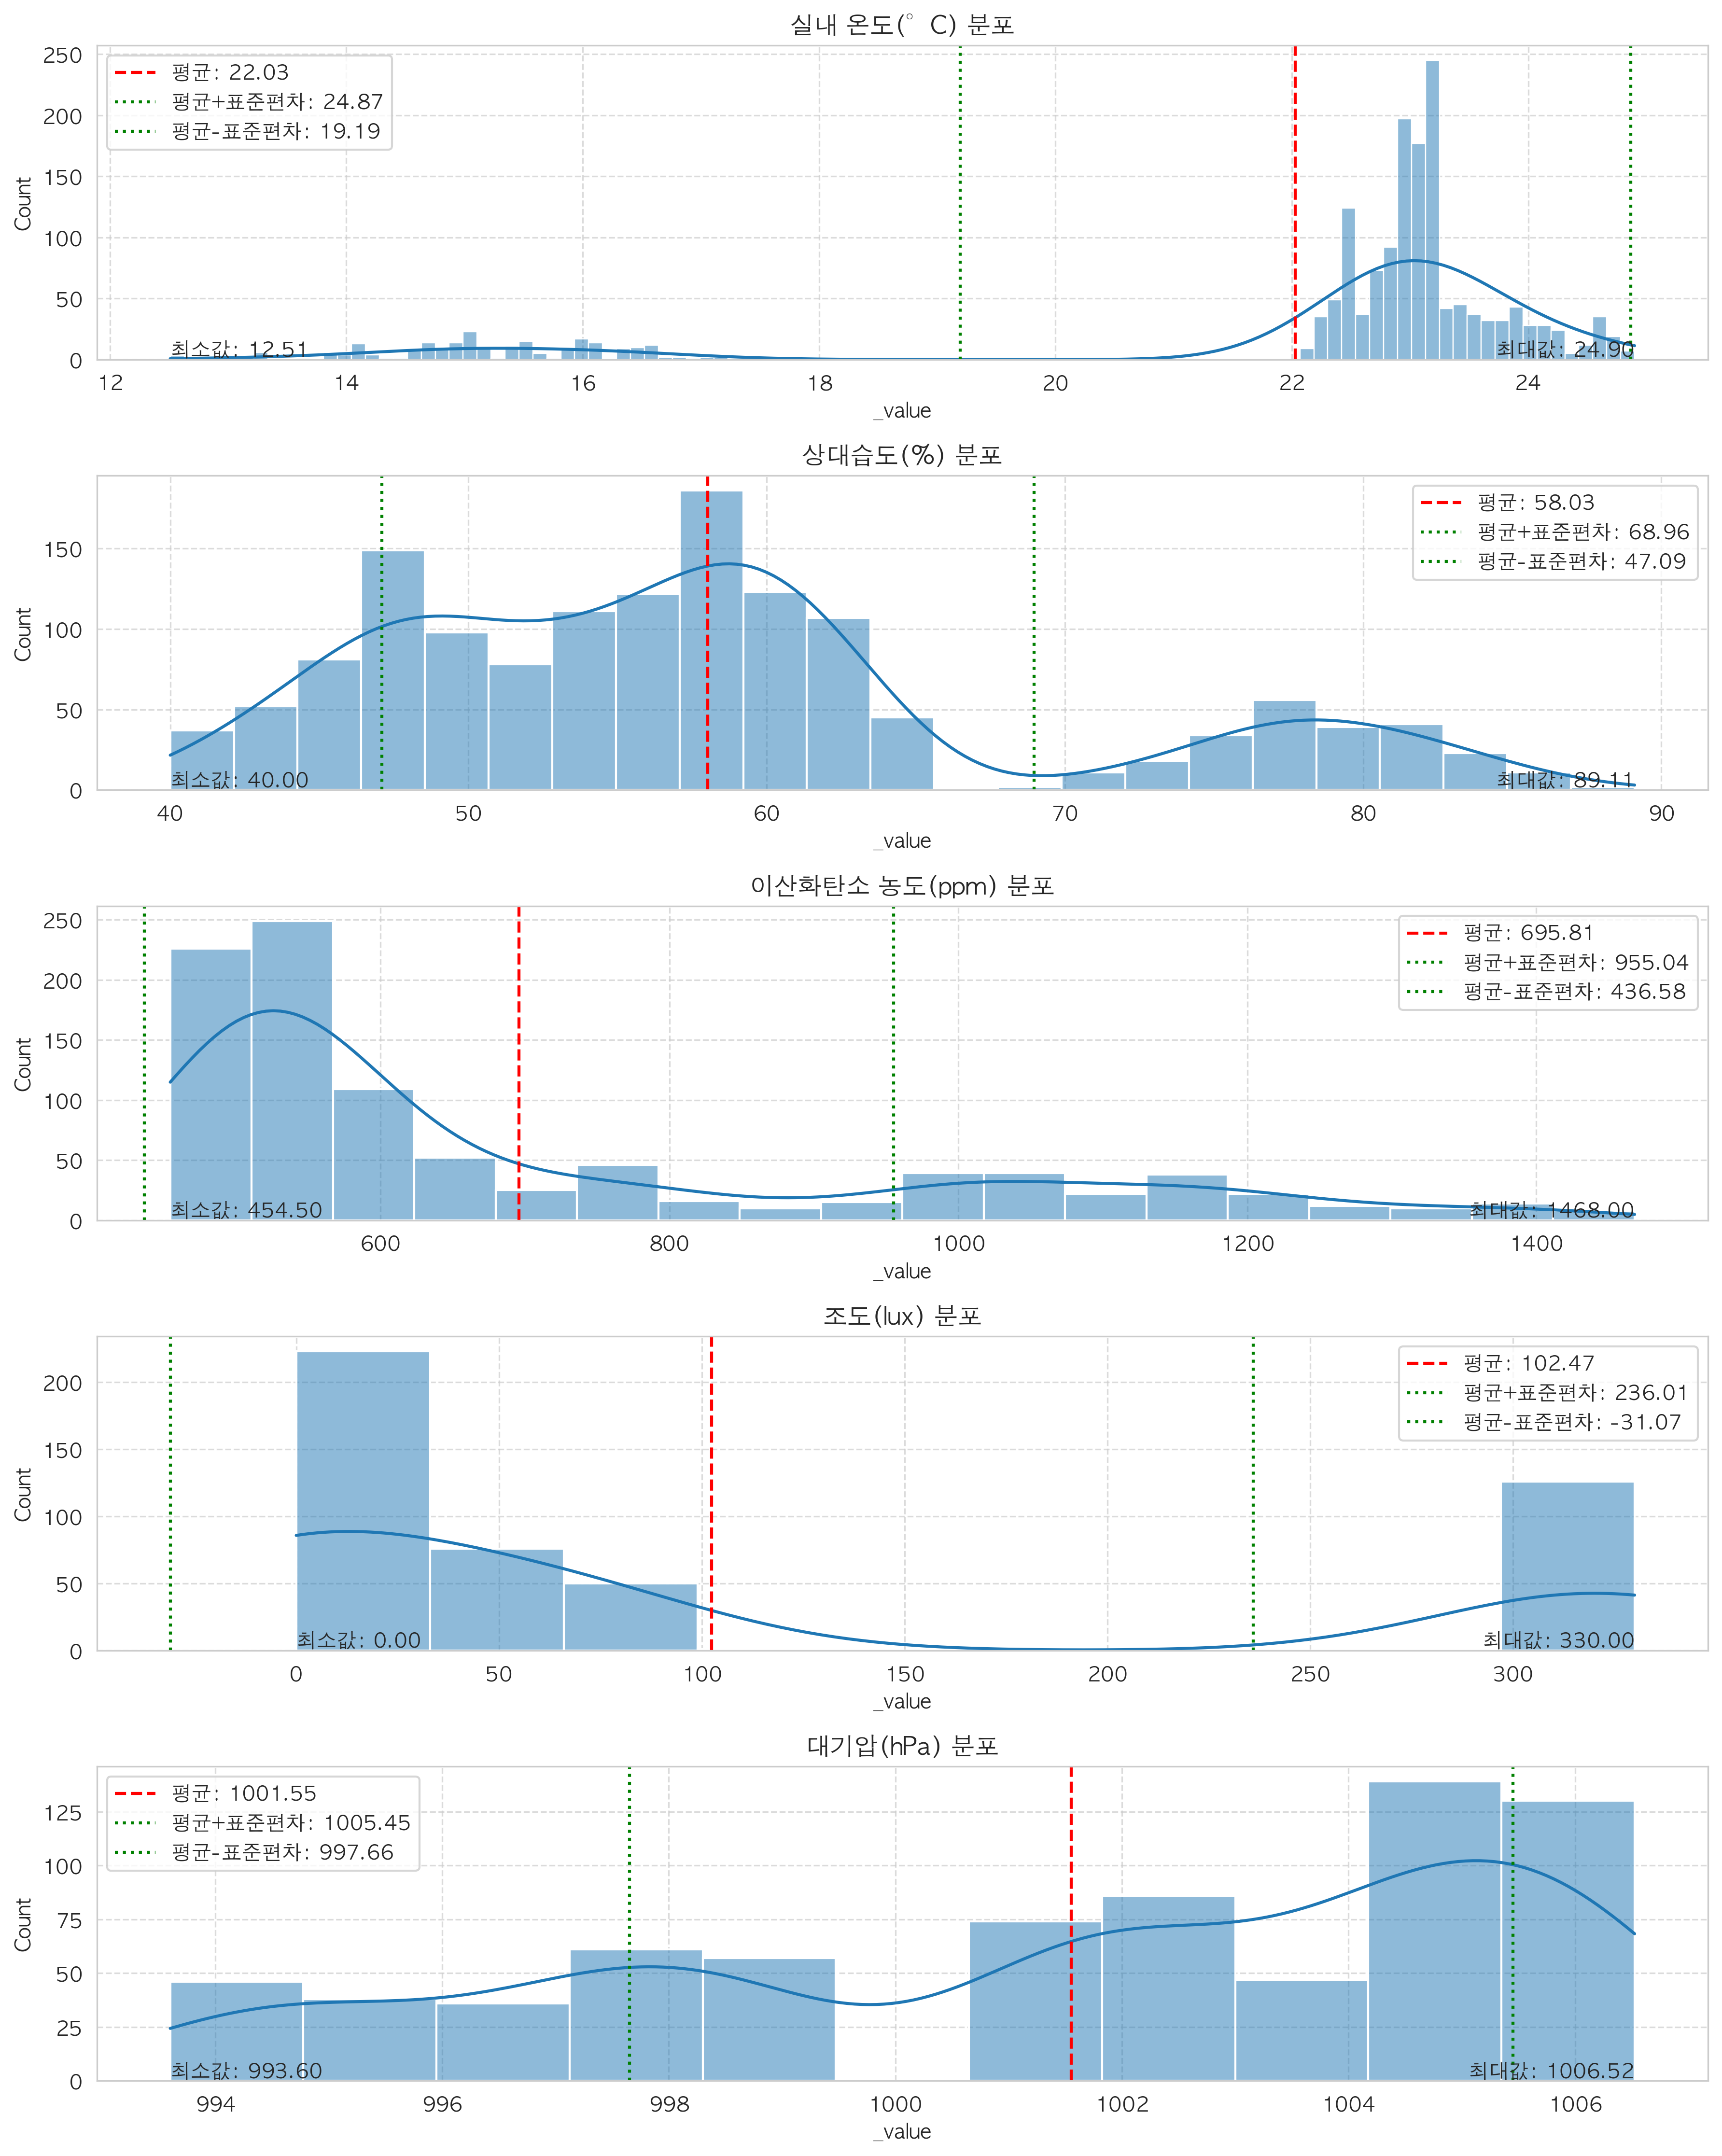 실내 온도(°C) 분포
평균: 22.03
평균+표준편차: 24.87
평균-표준편차: 19.19
Count
250
200
150
100
50
0
최소값: 12.51
최대값: 24.90
12 14 16 18 20 22 24
_value
상대습도(%) 분포
평균: 58.03
평균+표준편차: 68.96
평균-표준편차: 47.09
Count
150
100
50
0
최소값: 40.00
최대값: 89.11
40 50 60 70 80 90
_value
이산화탄소 농도(ppm) 분포
평균: 695.81
평균+표준편차: 955.04
평균-표준편차: 436.58
Count
250
200
150
100
50
0
최소값: 454.50
최대값: 1468.00
600 800 1000 1200 1400
_value
조도(lux) 분포
평균: 102.47
평균+표준편차: 236.01
평균-표준편차: -31.07
Count
200
150
100
50
0
최소값: 0.00
최대값: 330.00
0 50 100 150 200 250 300
_value
대기압(hPa) 분포
평균: 1001.55
평균+표준편차: 1005.45
평균-표준편차: 997.66
Count
125
100
75
50
25
0
최소값: 993.60
최대값: 1006.52
994 996 998 1000 1002 1004 1006
_value